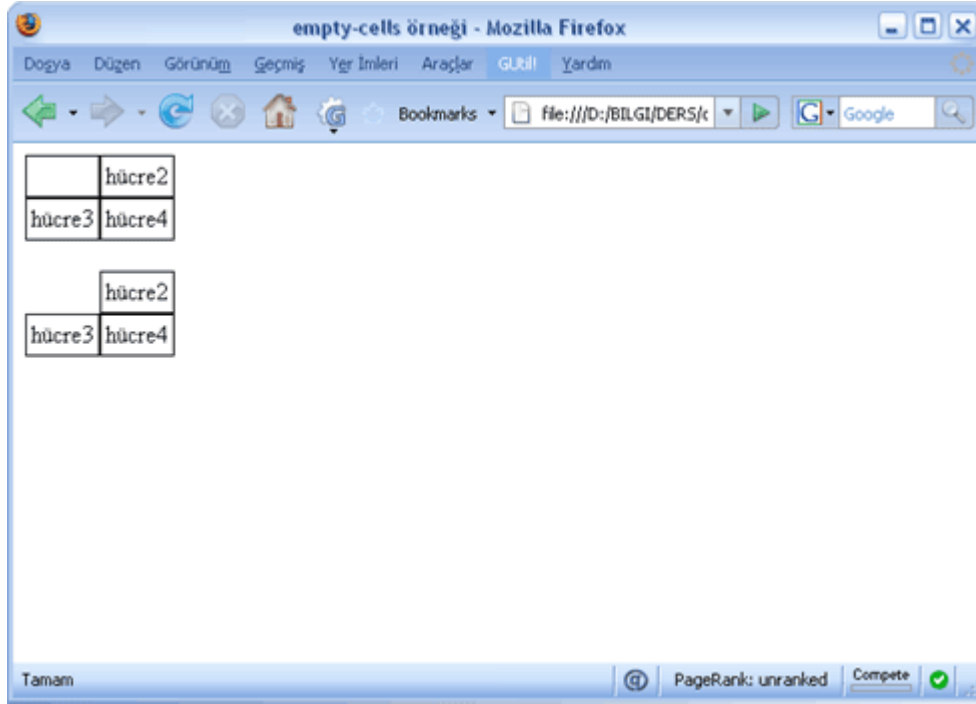 empty-cells örneği - Mozilla Firefox
Dosya Düzen Görünüm Geçmiş Yer İmleri Araçlar GUtil! Yardım
Bookmarks file:///D:/BILGI/DERS/c G Google
hücre2
hücre3 hücre4
hücre2
hücre3 hücre4
Tamam @ PageRank: unranked Compete